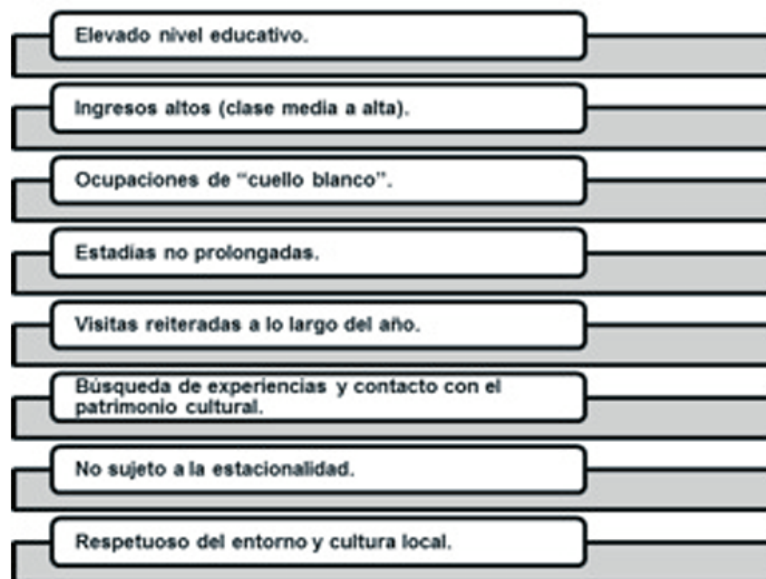 Elevado nivel educativo.
Ingresos altos (clase media a alta).
Ocupaciones de “cuello blanco”.
Estadías no prolongadas.
Visitas reiteradas a lo largo del año.
Búsqueda de experiencias y contacto con el
patrimonio cultural.
No sujeto a la estacionalidad.
Respetuoso del entorno y cultura local.